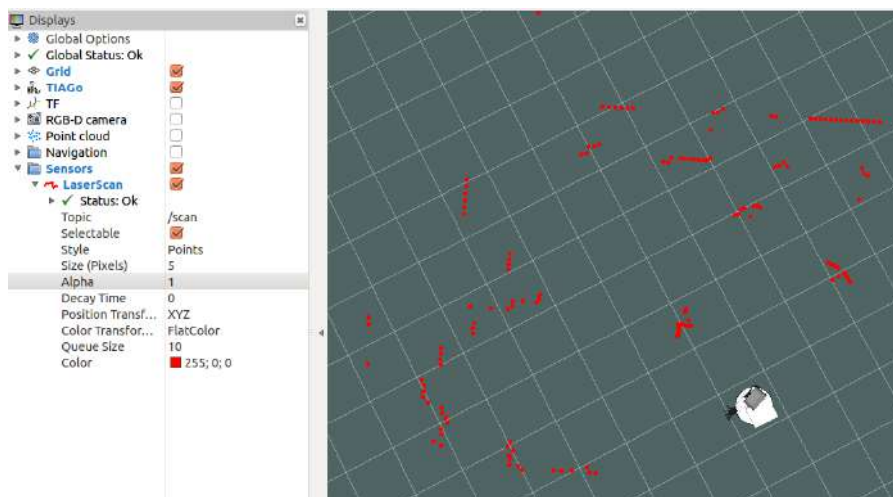 Displays
Global Options
Global Status: Ok
Grid
TIAGo
TF
RGB-D camera
Point cloud
Navigation
Sensors
LaserScan
Status: Ok
Topic /scan
Selectable
Style Points
Size (Pixels) 5
Alpha 1
Decay Time 0
Position Transf... XYZ
Color Transfor... FlatColor
Queue Size 10
Color 255; 0; 0